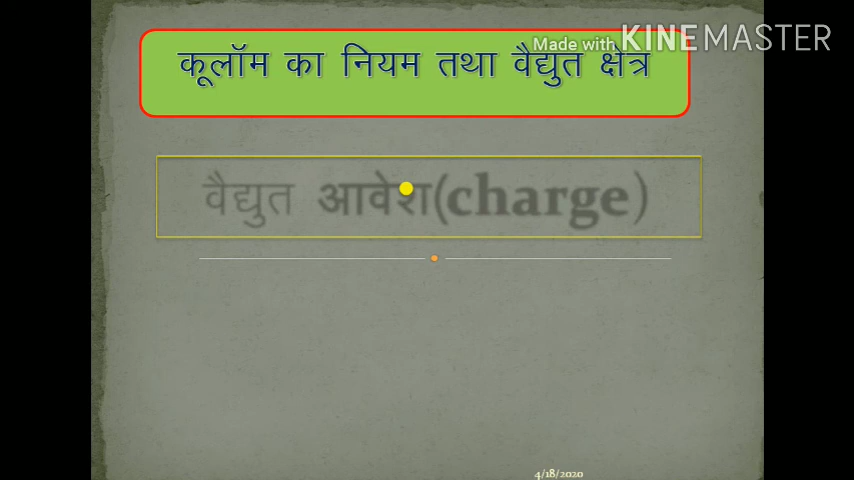 Made with KINEMASTER
कूलॉम का नियम तथा वैद्युत क्षेत्र
वैद्युत आवेश(charge)
4/18/2020